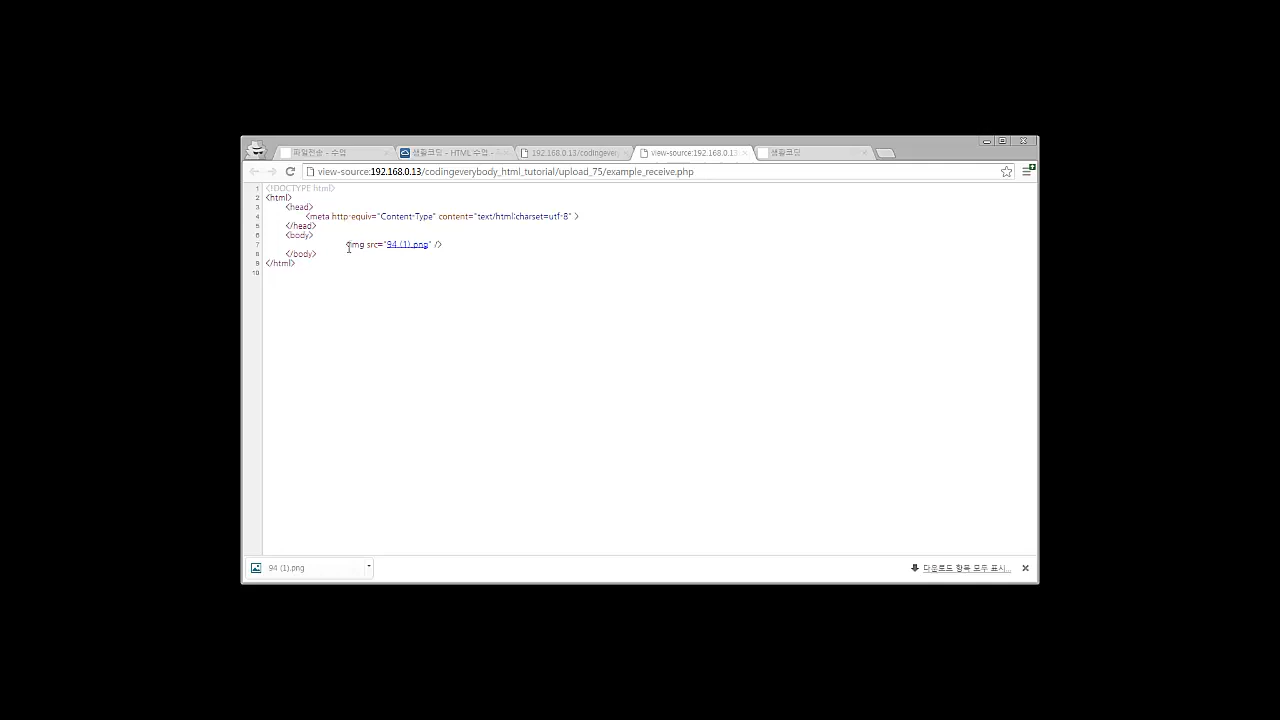 파일전송 - 수업
생활코딩 - HTML 수업 -
192.168.0.13/codingever
view-source:192.168.0.13
생활코딩
view-source:192.168.0.13/codingeverybody_html_tutorial/upload_75/example_receive.php
1 <!DOCTYPE html>
2 <html>
3 <head>
4 <meta http-equiv="Content-Type" content="text/html;charset=utf-8" >
5 </head>
6 <body>
7 <img src="94 (1).png" />
8 </body>
9 </html>
10
94 (1).png
다운로드 항목 모두 표시...